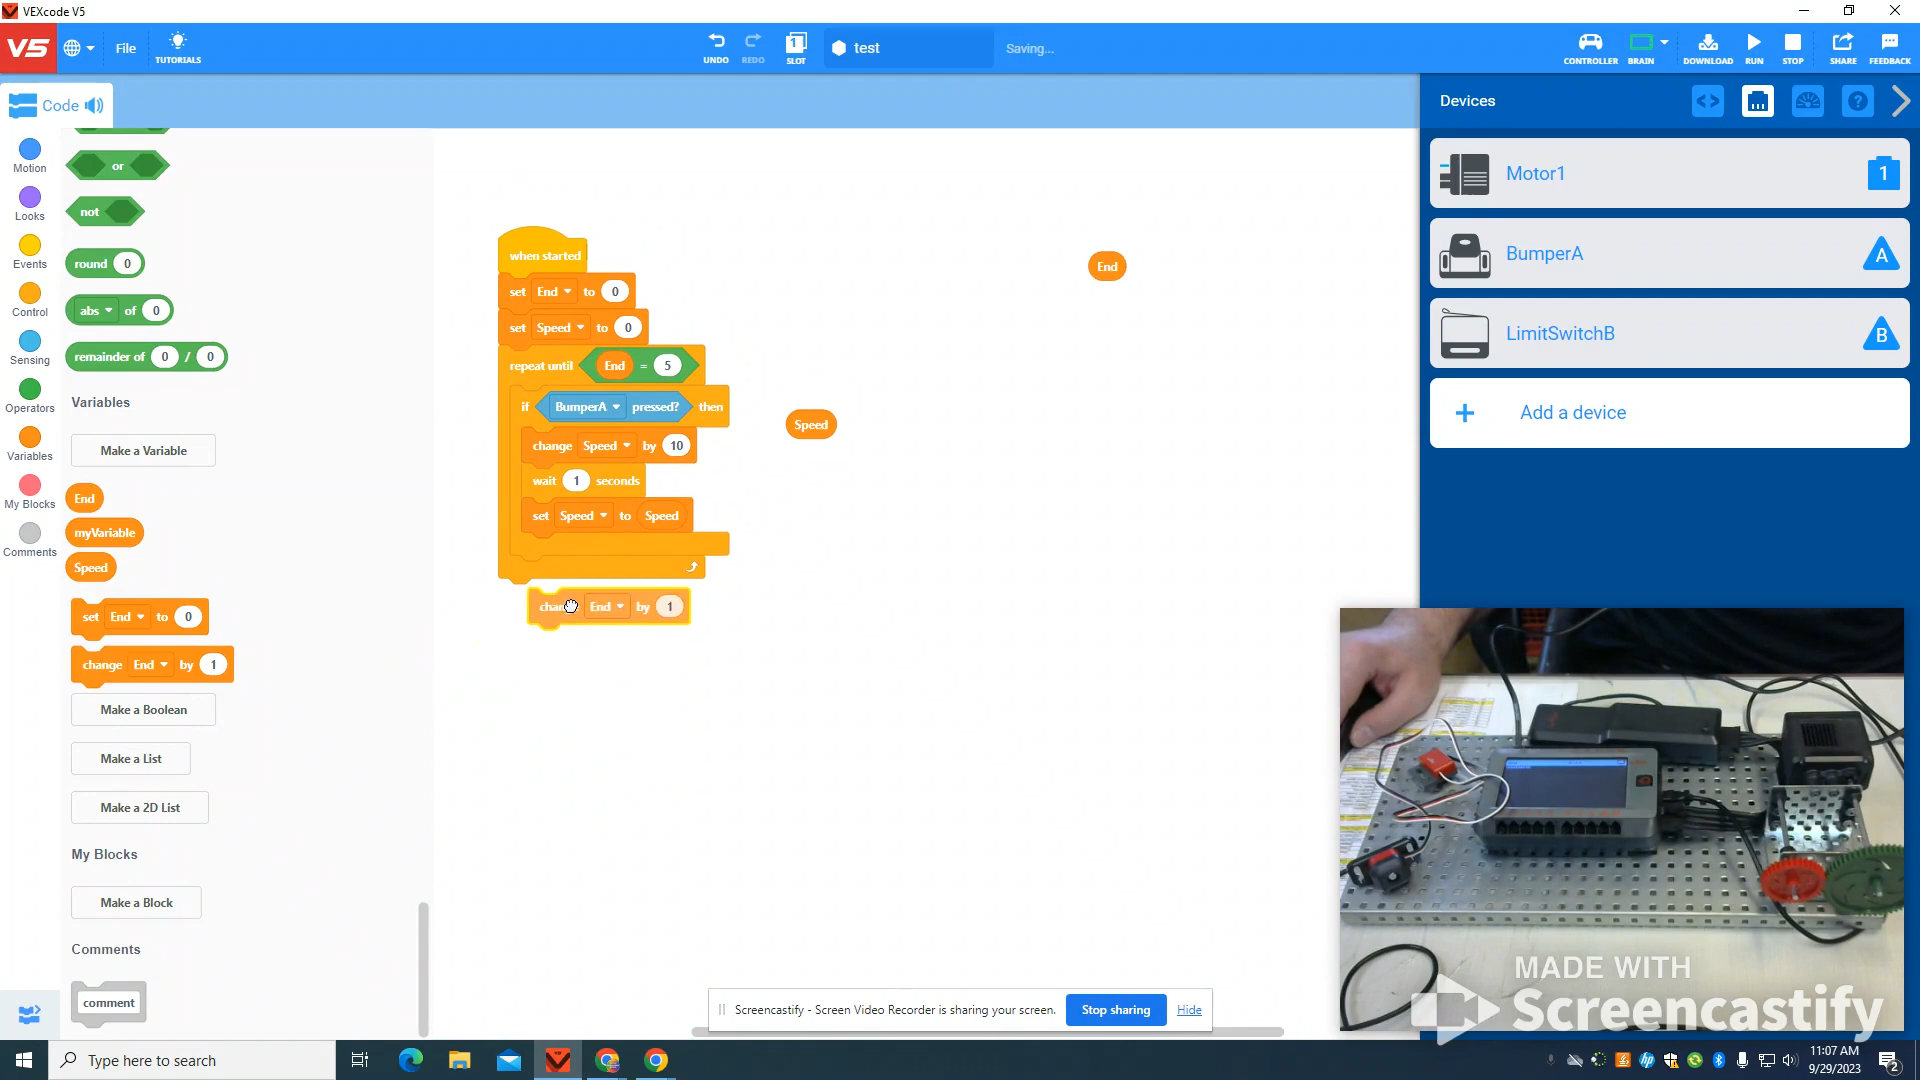 VEXcode V5
V5
File
TUTORIALS
UNDO
REDO
1
SLOT
test
Saving...
CONTROLLER
BRAIN
DOWNLOAD
RUN
STOP
SHARE
FEEDBACK
Code
Devices
Motion
Looks
Events
Control
Sensing
Operators
Variables
My Blocks
Comments
or
not
round 0
abs of 0
remainder of 0 / 0
Variables
Make a Variable
End
myVariable
Speed
set End to 0
change End by 1
Make a Boolean
Make a List
Make a 2D List
My Blocks
Make a Block
Comments
comment
when started
set End to 0
set Speed to 0
repeat until End = 5
if BumperA pressed? then
change Speed by 10
wait 1 seconds
set Speed to Speed
End by 1
End
Speed
Motor1
1
BumperA
A
LimitSwitchB
B
+ Add a device
MADE WITH
Screencastify
Screencastify - Screen Video Recorder is sharing your screen.
Stop sharing
Hide
Type here to search
11:07 AM
9/29/2023
2